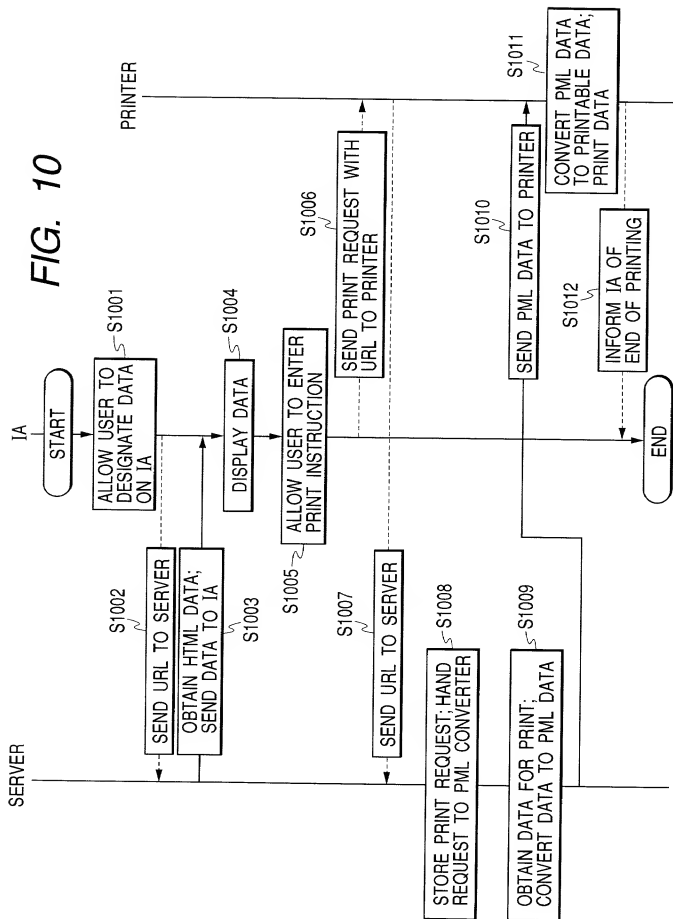 FIG. 10
SERVER
IA
PRINTER
START
S1001
ALLOW USER TO
DESIGNATE DATA
ON IA
S1002
SEND URL TO SERVER
OBTAIN HTML DATA;
SEND DATA TO IA
S1003
S1004
DISPLAY DATA
ALLOW USER TO ENTER
PRINT INSTRUCTION
S1005
S1006
SEND PRINT REQUEST WITH
URL TO PRINTER
S1007
SEND URL TO SERVER
S1008
STORE PRINT REQUEST; HAND
REQUEST TO PML CONVERTER
S1009
OBTAIN DATA FOR PRINT;
CONVERT DATA TO PML DATA
S1010
SEND PML DATA TO PRINTER
S1011
CONVERT PML DATA
TO PRINTABLE DATA;
PRINT DATA
S1012
INFORM IA OF
END OF PRINTING
END